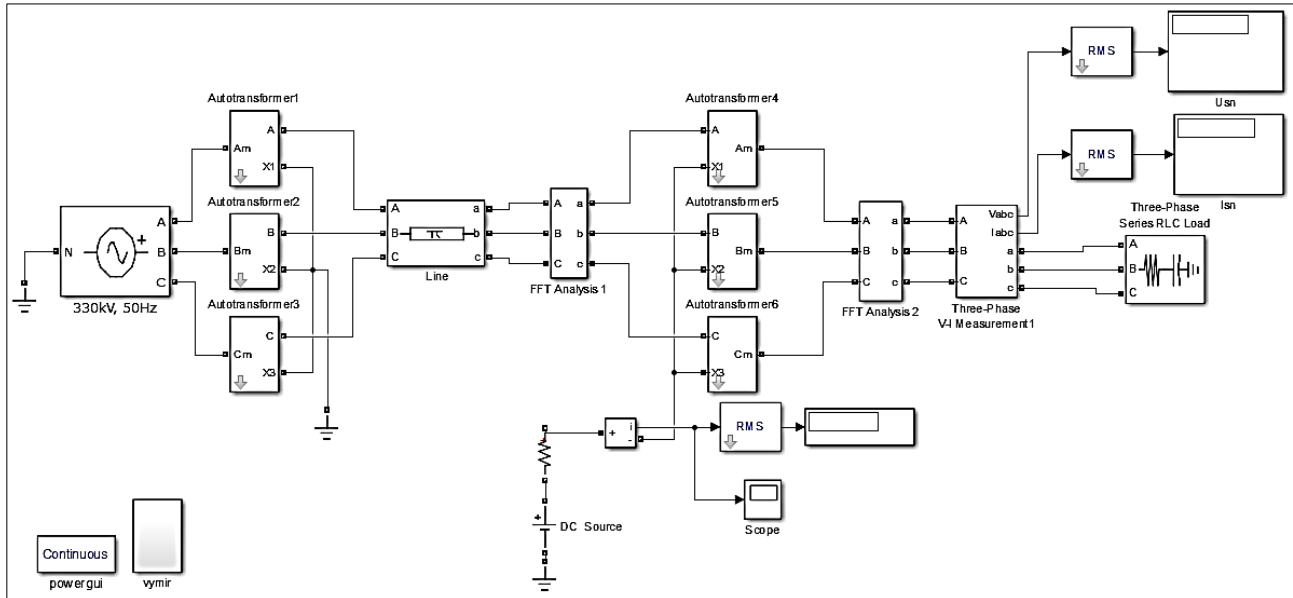 RMS
Usn
RMS
Isn
Autotransformer1
A
Am
X1
Autotransformer2
B
Bm
X2
Autotransformer3
C
Cm
X3
N
+
A
B
C
330kV, 50Hz
A
B
C
a
b
c
Line
A
B
C
a
b
c
FFT Analysis 1
Autotransformer4
A
Am
X1
Autotransformer5
B
Bm
X2
Autotransformer6
C
Cm
X3
A
B
C
a
b
c
FFT Analysis 2
A
B
C
Vabc
Iabc
a
b
c
Three-Phase
V-I Measurement1
Three-Phase
Series RLC Load
A
B
C
+
i
-
RMS
Scope
+
DC Source
Continuous
powergui
vymir